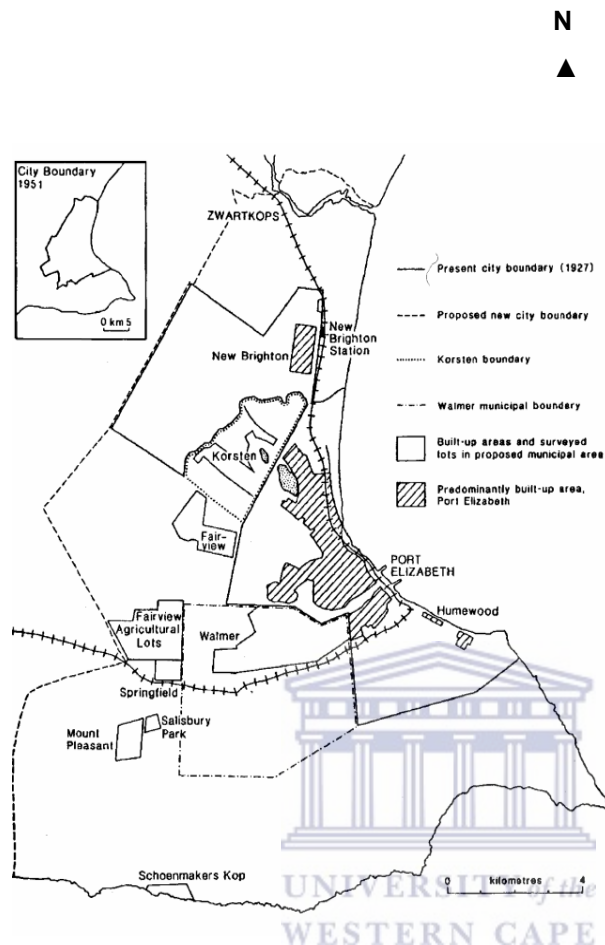 N
City Boundary
1951
0 km 5
ZWARTKOPS
New Brighton
New
Brighton
Station
Korsten
Fair-
view
PORT
ELIZABETH
Humewood
Fairview
Agricultural
Lots
Walmer
Springfield
Mount
Pleasant
Salisbury
Park
Schoenmakers Kop
Present city boundary (1927)
Proposed new city boundary
Korsten boundary
Walmer municipal boundary
Built-up areas and surveyed
lots in proposed municipal area
Predominantly built-up area,
Port Elizabeth
0 kilometres 4
UNIVERSITY of the
WESTERN CAPE